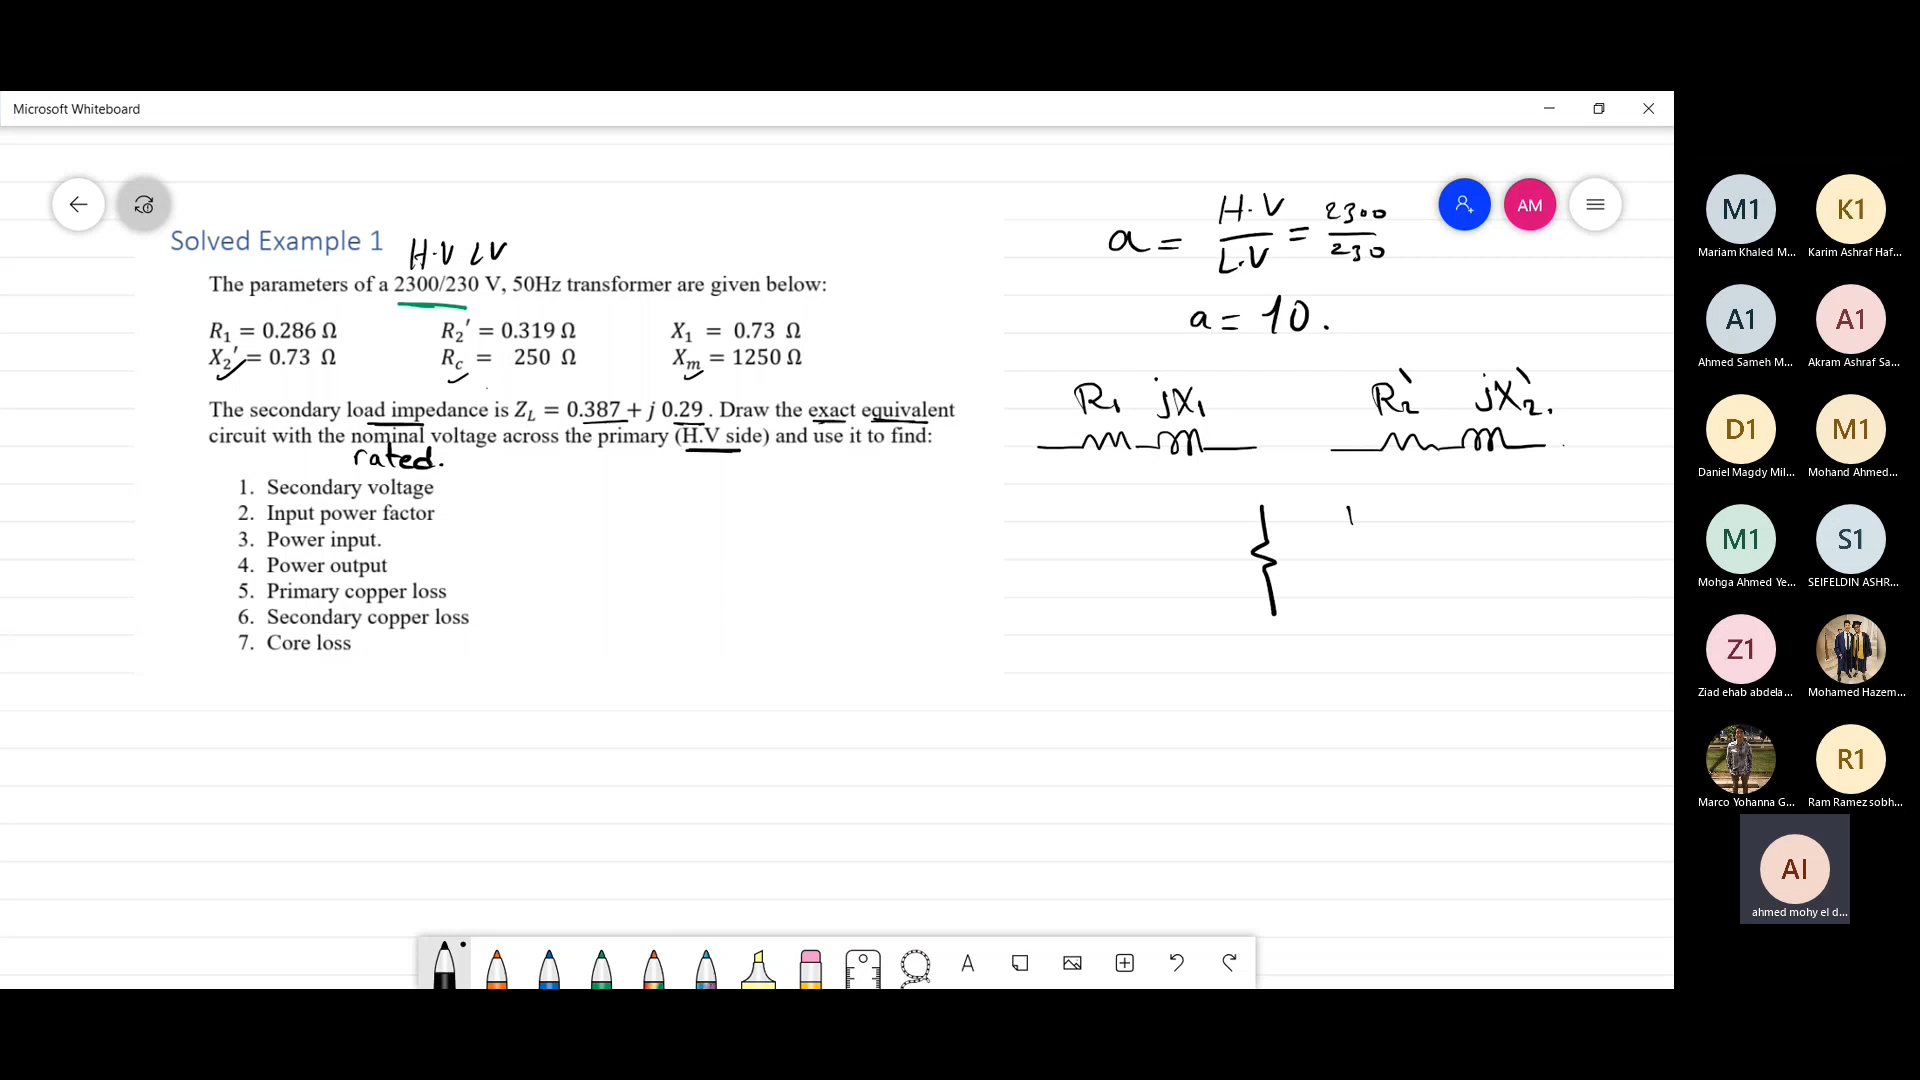 Microsoft Whiteboard
Solved Example 1
H.V LV
The parameters of a 2300/230 V, 50Hz transformer are given below:
R₁ = 0.286 Ω R₂′ = 0.319 Ω X₁ = 0.73 Ω
X₂′ = 0.73 Ω R_c = 250 Ω X_m = 1250 Ω
The secondary load impedance is Z_L = 0.387 + j 0.29 . Draw the exact equivalent
circuit with the nominal voltage across the primary (H.V side) and use it to find:
rated.
1. Secondary voltage
2. Input power factor
3. Power input.
4. Power output
5. Primary copper loss
6. Secondary copper loss
7. Core loss
a = H.V / L.V = 2300 / 230
a = 10.
R₁ jX₁ R₂′ jX₂′.
AM
A
M1 K1
Mariam Khaled M... Karim Ashraf Haf...
A1 A1
Ahmed Sameh M... Akram Ashraf Sa...
D1 M1
Daniel Magdy Mil... Mohand Ahmed...
M1 S1
Mohga Ahmed Ye... SEIFELDIN ASHR...
Z1
Ziad ehab abdela... Mohamed Hazem...
R1
Marco Yohanna G... Ram Ramez sobh...
AI
ahmed mohy el d...